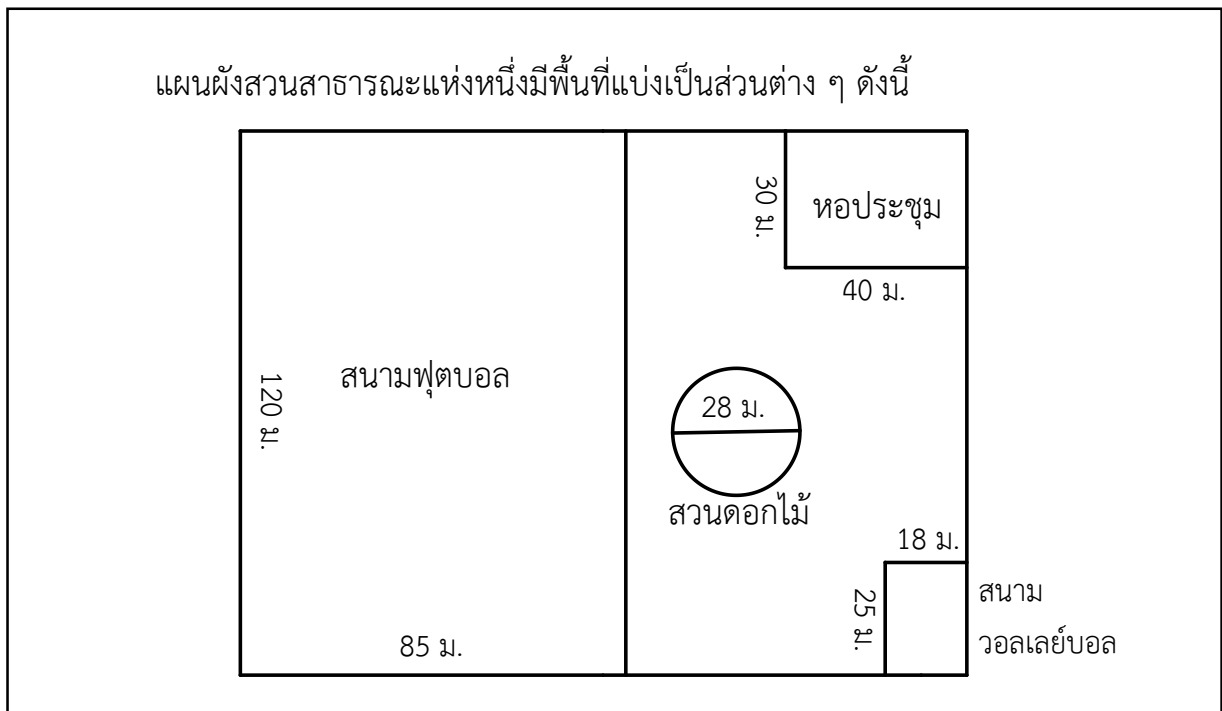 แผนผังสวนสาธารณะแห่งหนึ่งมีพื้นที่แบ่งเป็นส่วนต่าง ๆ ดังนี้
30 ม.
หอประชุม
40 ม.
120 ม.
สนามฟุตบอล
28 ม.
สวนดอกไม้
18 ม.
25 ม.
สนาม
วอลเลย์บอล
85 ม.